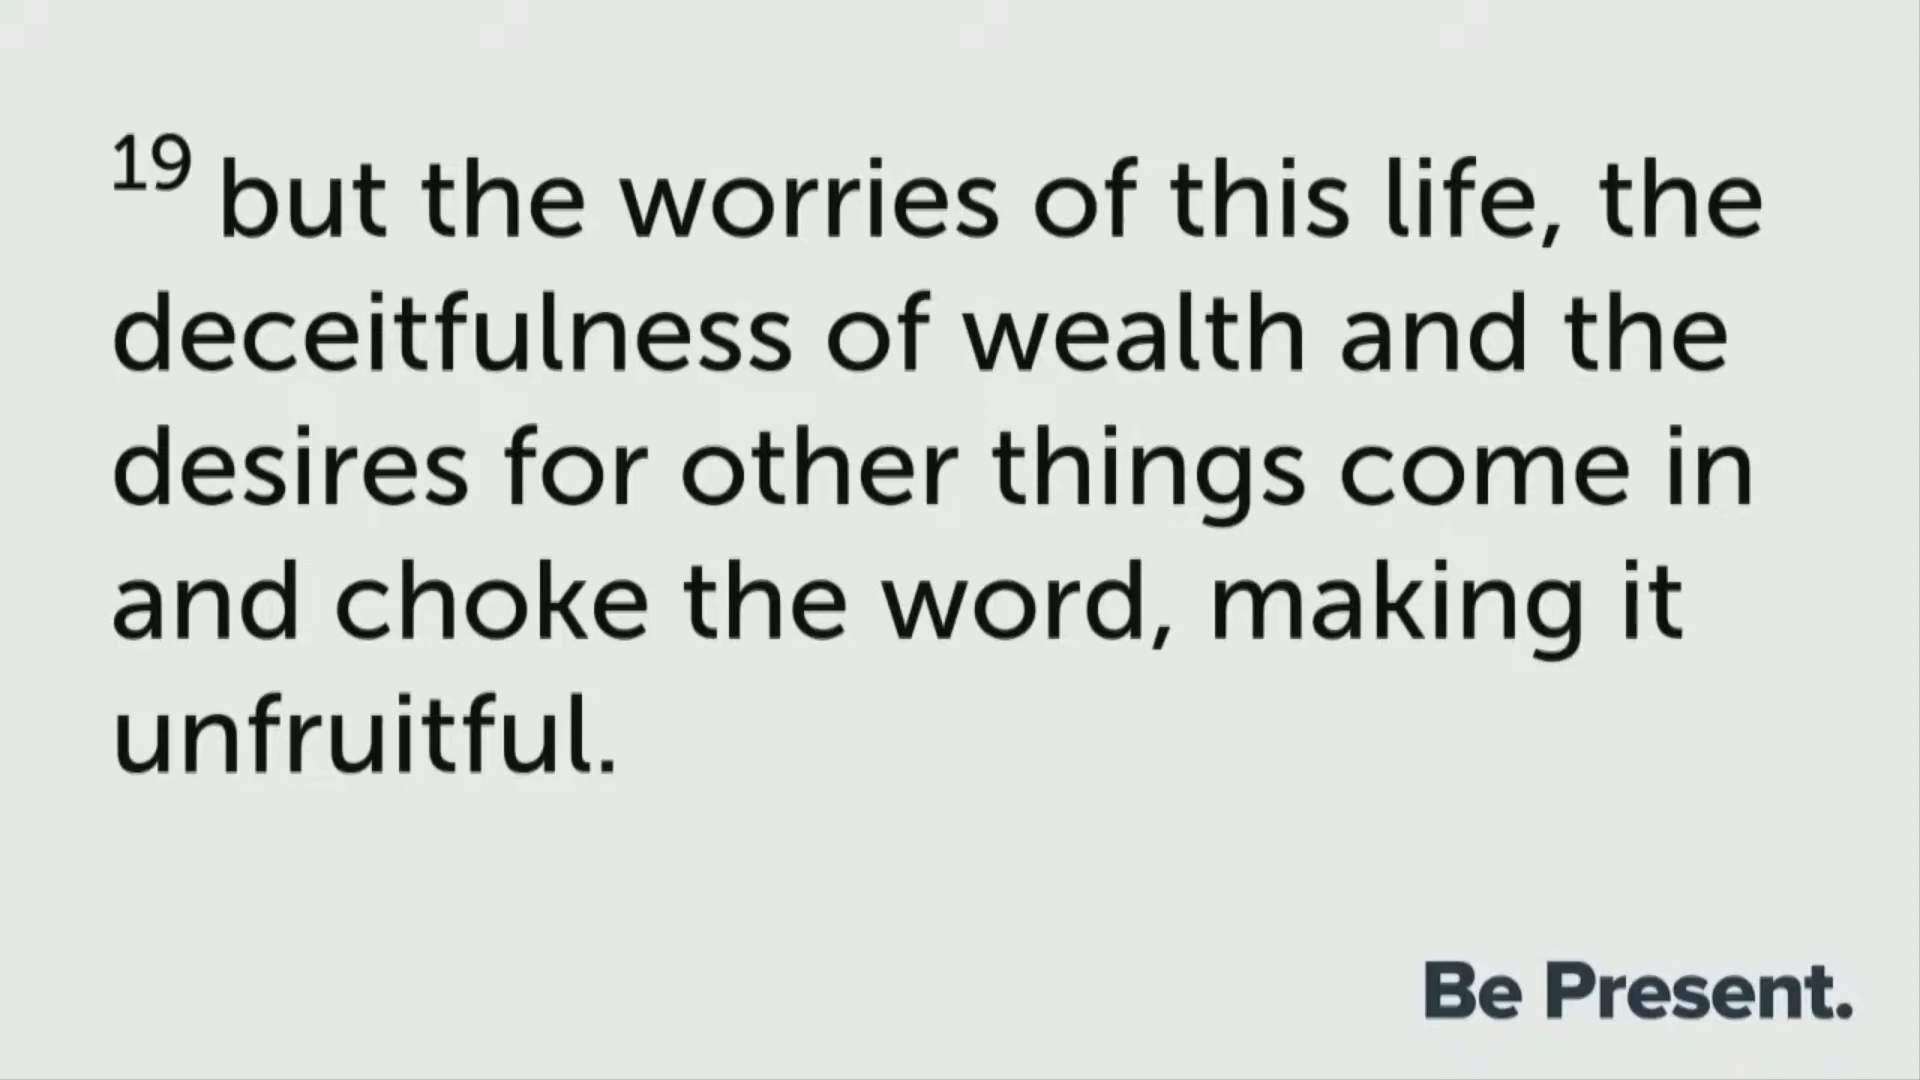 19 but the worries of this life, the
deceitfulness of wealth and the
desires for other things come in
and choke the word, making it
unfruitful.
Be Present.